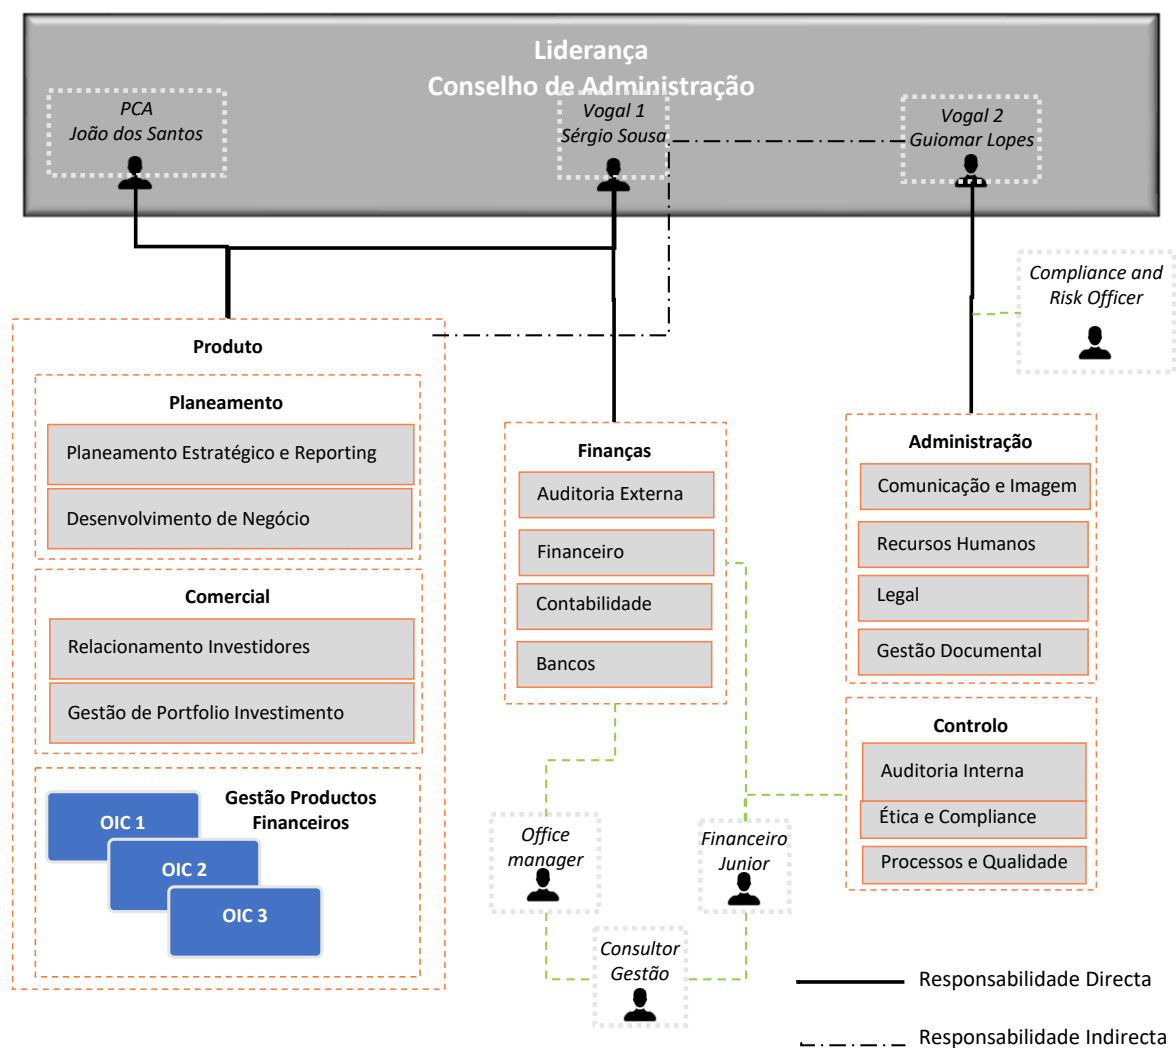 Liderança
Conselho de Administração
PCA
João dos Santos
Vogal 1
Sérgio Sousa
Vogal 2
Guiomar Lopes
Compliance and
Risk Officer
Produto
Planeamento
Planeamento Estratégico e Reporting
Desenvolvimento de Negócio
Comercial
Relacionamento Investidores
Gestão de Portfolio Investimento
Gestão Productos
Financeiros
OIC 1
OIC 2
OIC 3
Finanças
Auditoria Externa
Financeiro
Contabilidade
Bancos
Administração
Comunicação e Imagem
Recursos Humanos
Legal
Gestão Documental
Controlo
Auditoria Interna
Ética e Compliance
Processos e Qualidade
Office
manager
Financeiro
Junior
Consultor
Gestão
Responsabilidade Directa
Responsabilidade Indirecta